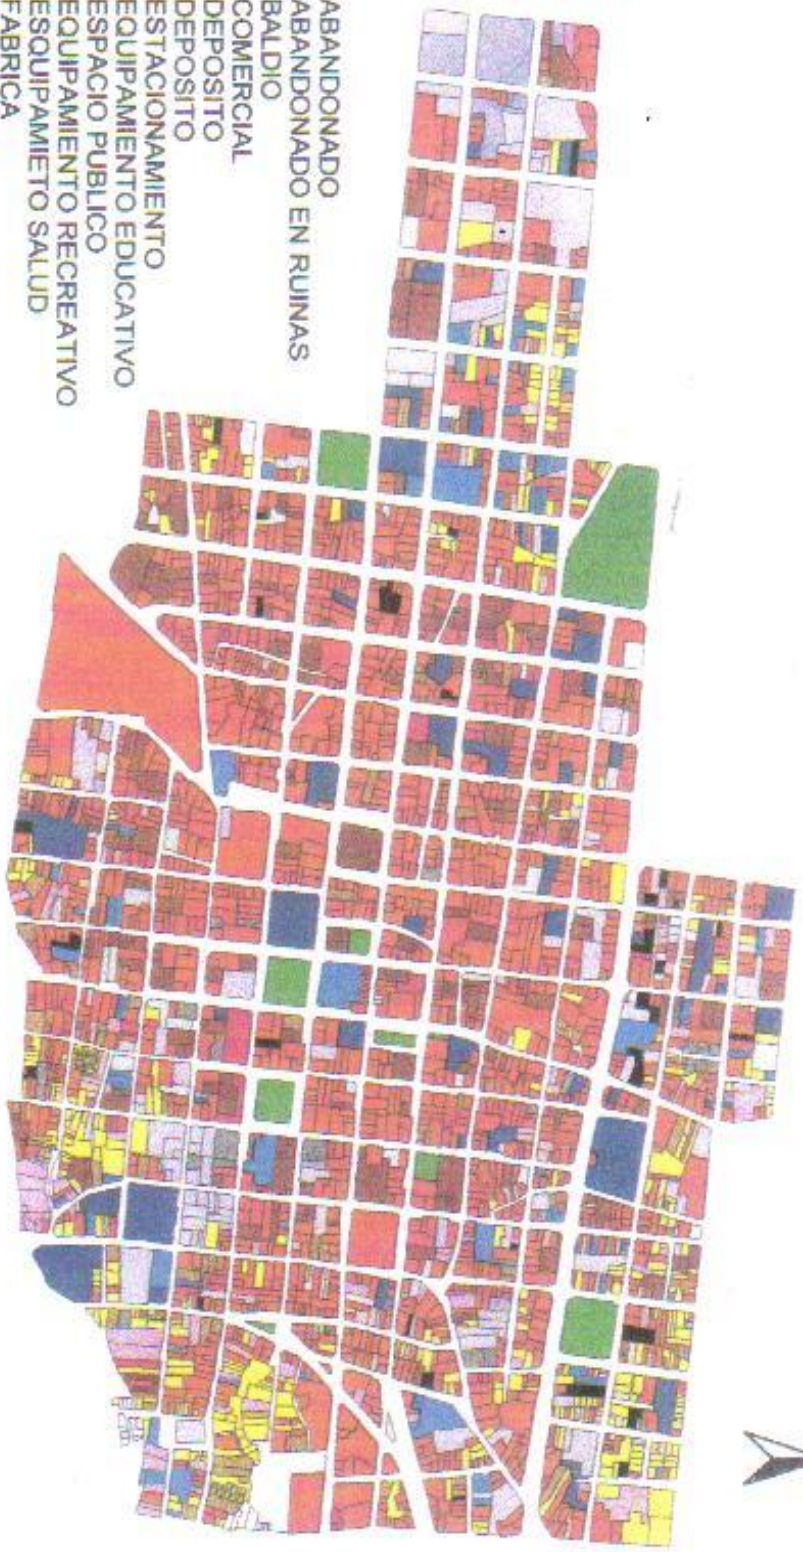 ABANDONADO
ABANDONADO EN RUINAS
BALDIO
COMERCIAL
DEPOSITO
DEPOSITO
ESTACIONAMIENTO
EQUIPAMIENTO EDUCATIVO
ESPACIO PUBLICO
EQUIPAMIENTO RECREATIVO
ESQUIPAMIETO SALUD
FABRICA